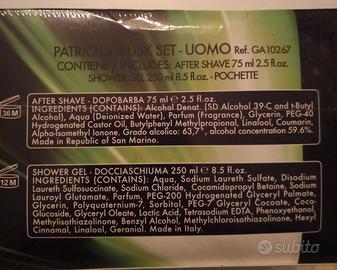 PATRICHS MUSK SET - UOMO Ref. GA10267
CONTIENE / INCLUDES: AFTER SHAVE 75 ml 2.5 fl.oz.
SHOWER GEL 250 ml 8.5 fl.oz. - POCHETTE
AFTER SHAVE - DOPOBARBA 75 ml e 2.5 fl.oz.
INGREDIENTS (CONTAINS): Alcohol Denat. (SD Alcohol 39-C and t-Butyl
Alcohol), Aqua (Deionized Water), Parfum (Fragrance), Glycerin, PEG-40
Hydrogenated Castor Oil, Butylphenyl Methylpropional, Linalool, Coumarin,
Alpha-Isomethyl Ionone. Grado alcolico: 63,7°, alcohol concentration 59.6%.
Made in Republic of San Marino.
36 M
SHOWER GEL - DOCCIASCHIUMA 250 ml e 8.5 fl.oz.
INGREDIENTS (CONTAINS): Aqua, Sodium Laureth Sulfate, Disodium
Laureth Sulfosuccinate, Sodium Chloride, Cocamidopropyl Betaine, Sodium
Lauroyl Glutamate, Parfum, PEG-200 Hydrogenated Glyceryl Palmate,
Glycerin, Polyquaternium-7, Sorbitol, PEG-7 Glyceryl Cocoate, Coco-
Glucoside, Glyceryl Oleate, Lactic Acid, Tetrasodium EDTA, Phenoxyethanol,
Methylisothiazolinone, Benzyl Alcohol, Methylchloroisothiazolinone, Hexyl
Cinnamal, Linalool, Geraniol. Made in Italy.
12 M
subito